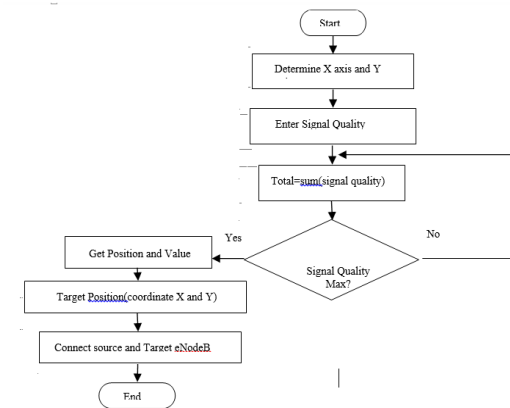 Start
Determine X axis and Y
Enter Signal Quality
Total=sum(signal quality)
Yes
No
Signal Quality
Max?
Get Position and Value
Target Position(coordinate X and Y)
Connect source and Target eNodeB
End